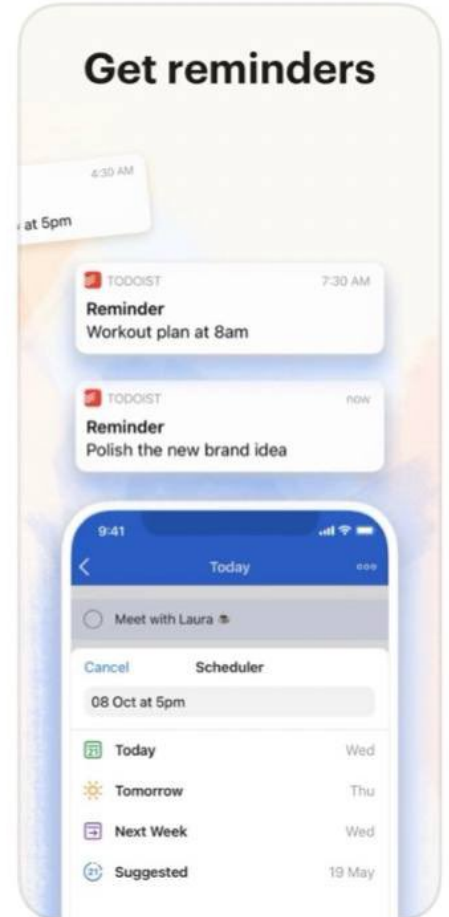 Get reminders
4:30 AM
at 5pm
TODOIST 7:30 AM
Reminder
Workout plan at 8am
TODOIST now
Reminder
Polish the new brand idea
9:41
Today
Meet with Laura
Cancel Scheduler
08 Oct at 5pm
21 Today Wed
Tomorrow Thu
Next Week Wed
21 Suggested 19 May